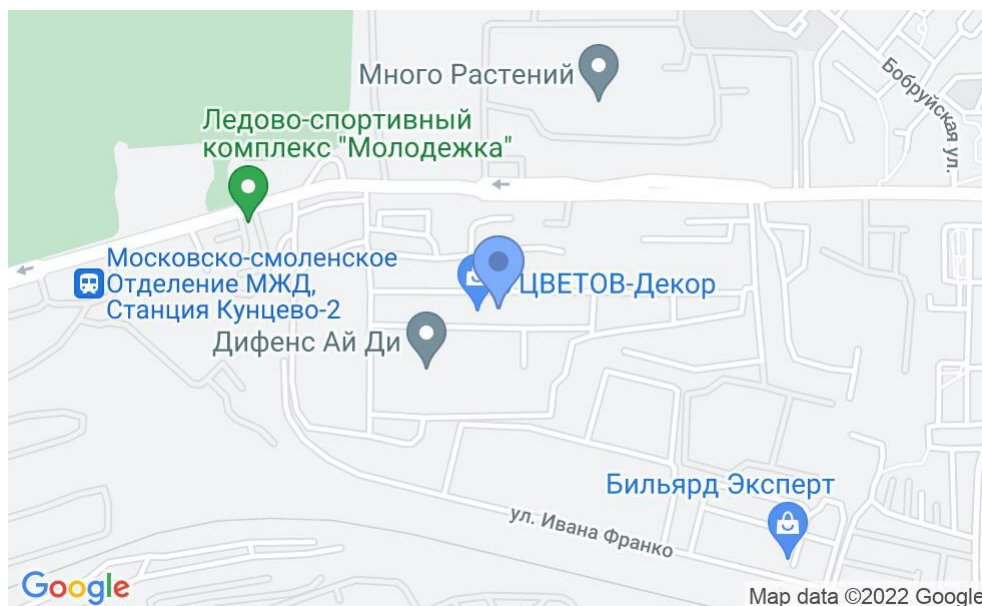 Много Растений
Бобруйская ул.
Ледово-спортивный
комплекс "Молодежка"
Московско-смоленское
Отделение МЖД,
Станция Кунцево-2
ЦВЕТОВ-Декор
Дифенс Ай Ди
Бильярд Эксперт
ул. Ивана Франко
Google
Map data ©2022 Google